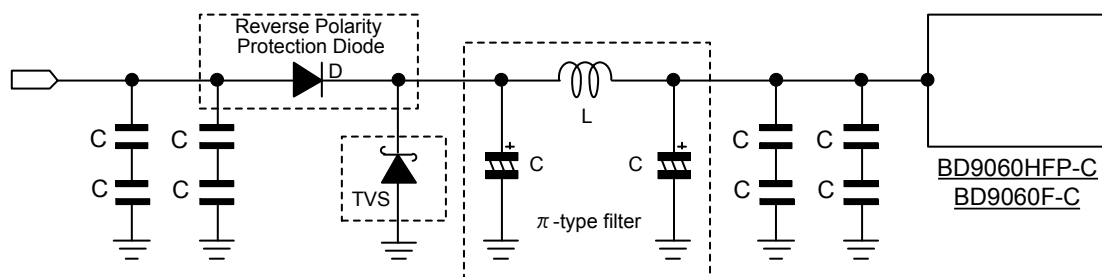 Reverse Polarity
Protection Diode
D
C
C
C
C
TVS
C
+
L
C
+
π-type filter
C
C
C
C
BD9060HFP-C
BD9060F-C